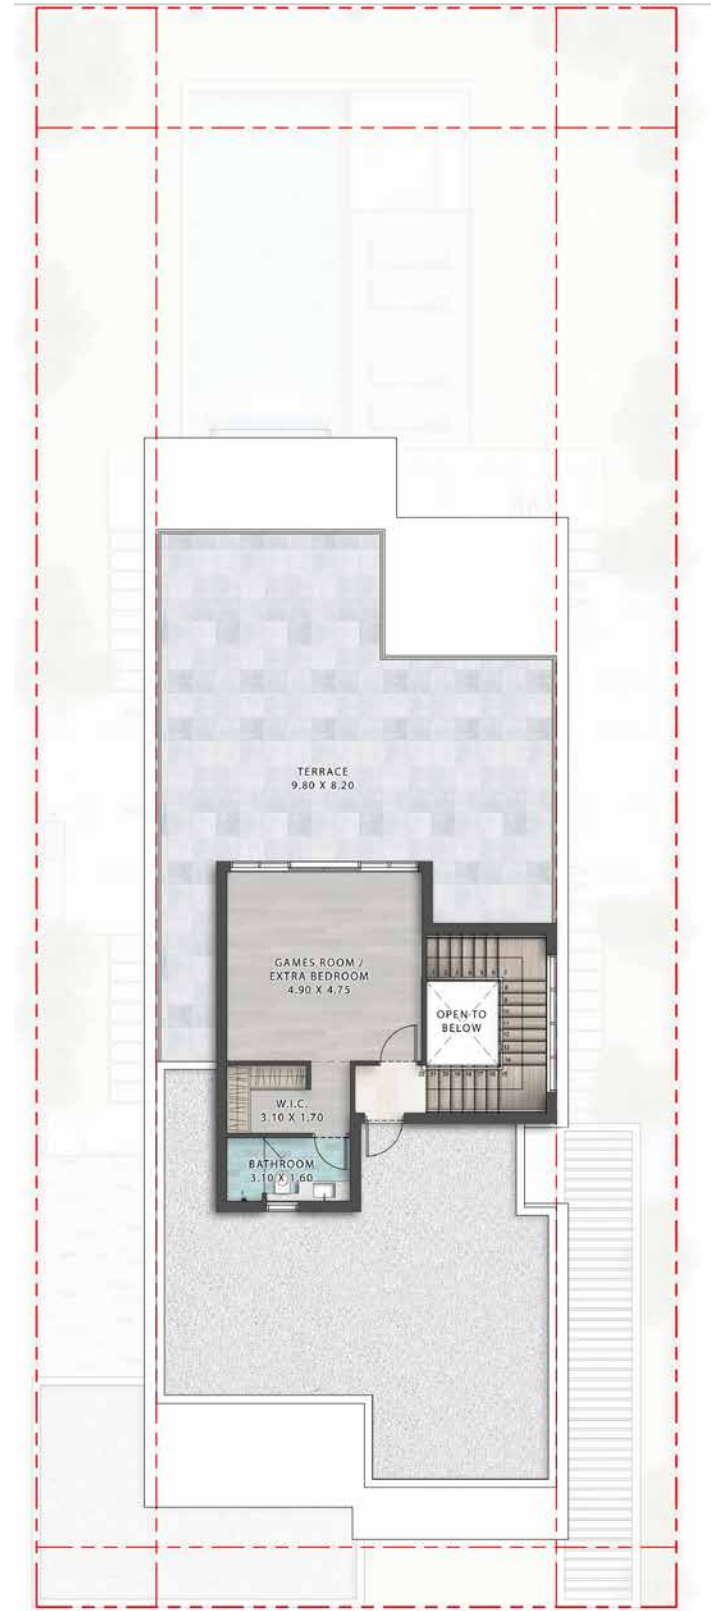 TERRACE
9.80 X 8.20
GAMES ROOM /
EXTRA BEDROOM
4.90 X 4.75
OPEN TO
BELOW
W.I.C.
3.10 X 1.70
BATHROOM
3.10 X 1.60